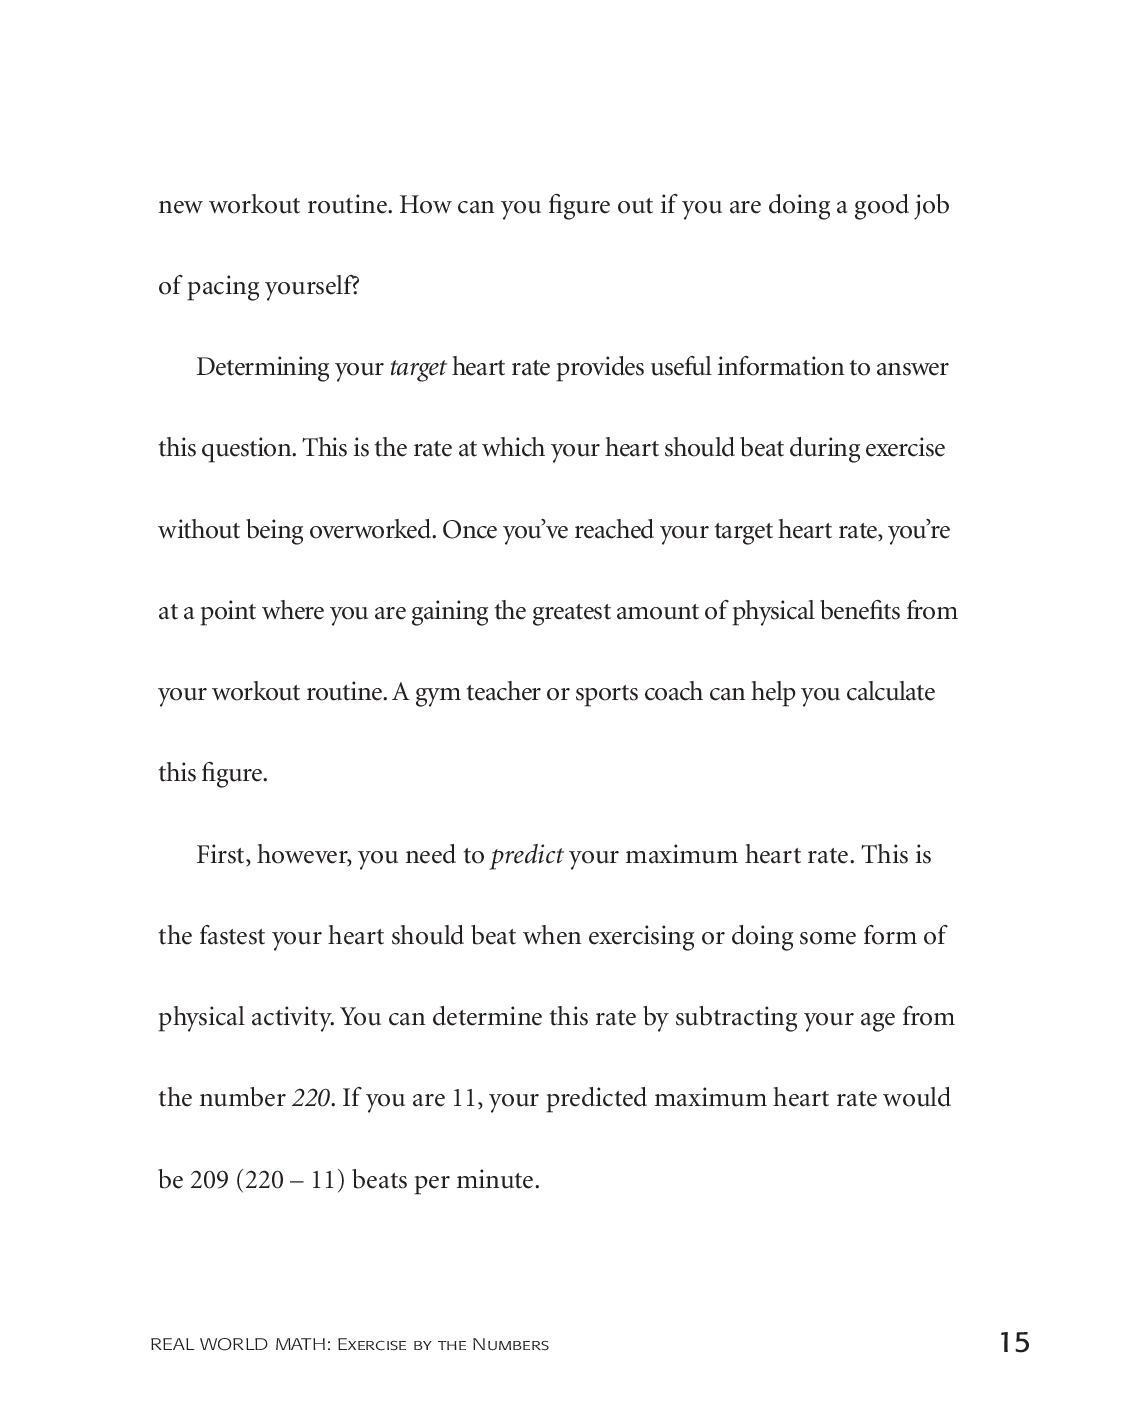 new workout routine. How can you figure out if you are doing a good job
of pacing yourself?
Determining your target heart rate provides useful information to answer
this question. This is the rate at which your heart should beat during exercise
without being overworked. Once you’ve reached your target heart rate, you’re
at a point where you are gaining the greatest amount of physical benefits from
your workout routine. A gym teacher or sports coach can help you calculate
this figure.
First, however, you need to predict your maximum heart rate. This is
the fastest your heart should beat when exercising or doing some form of
physical activity. You can determine this rate by subtracting your age from
the number 220. If you are 11, your predicted maximum heart rate would
be 209 (220 – 11) beats per minute.
REAL WORLD MATH: Exercise by the Numbers 15